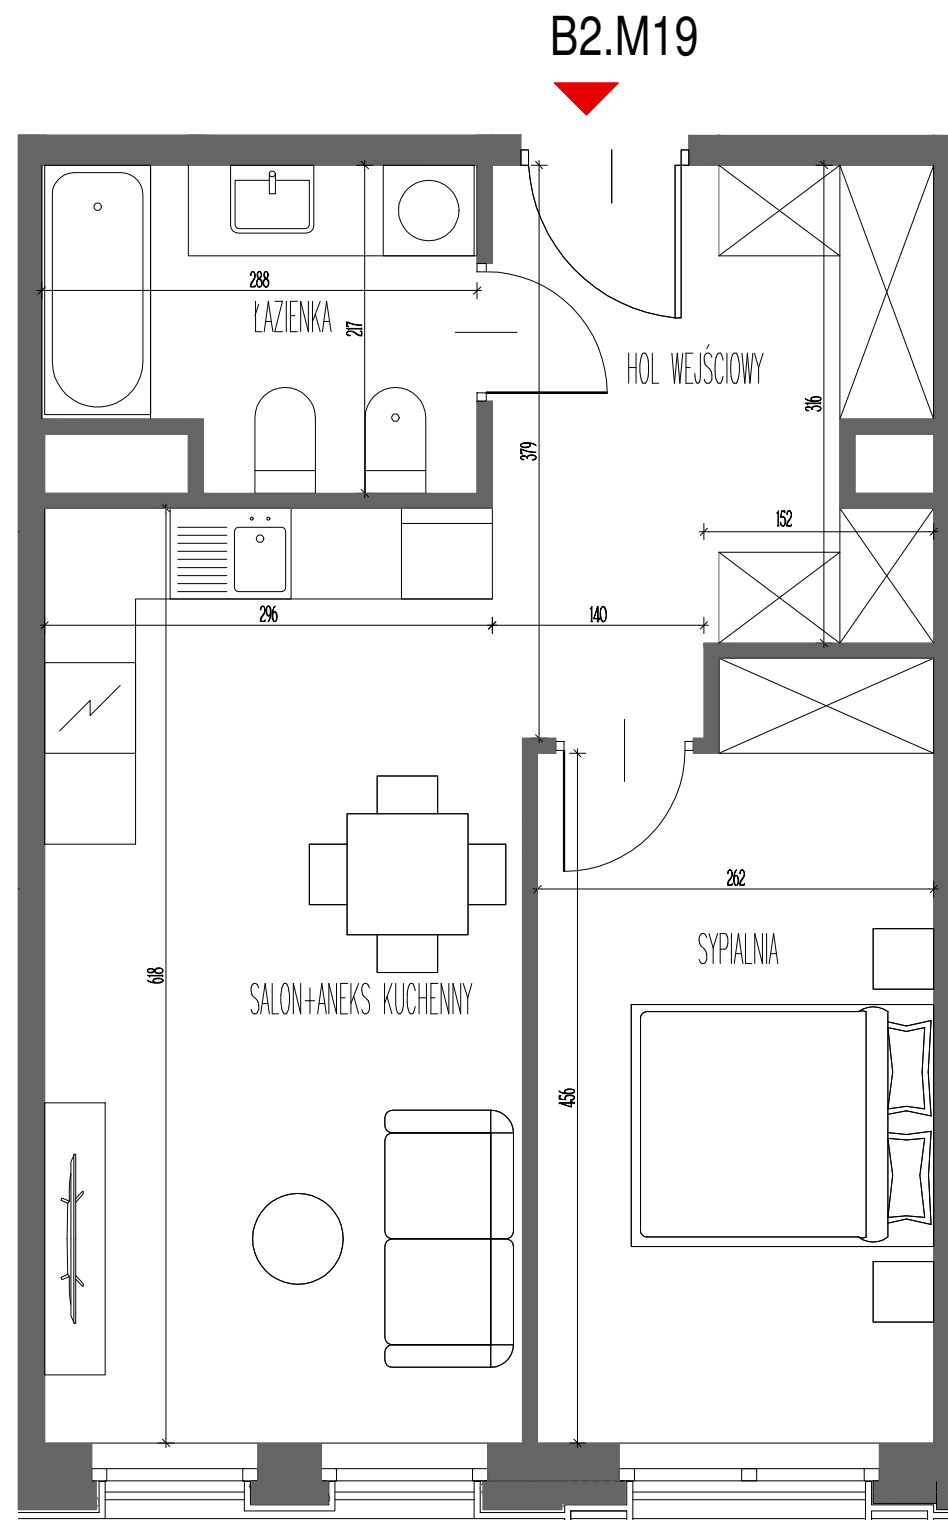 B2.M19
288
ŁAZIENKA
217
HOL WEJŚCIOWY
316
379
152
296
140
262
SYPIALNIA
618
SALON+ANEKS KUCHENNY
456